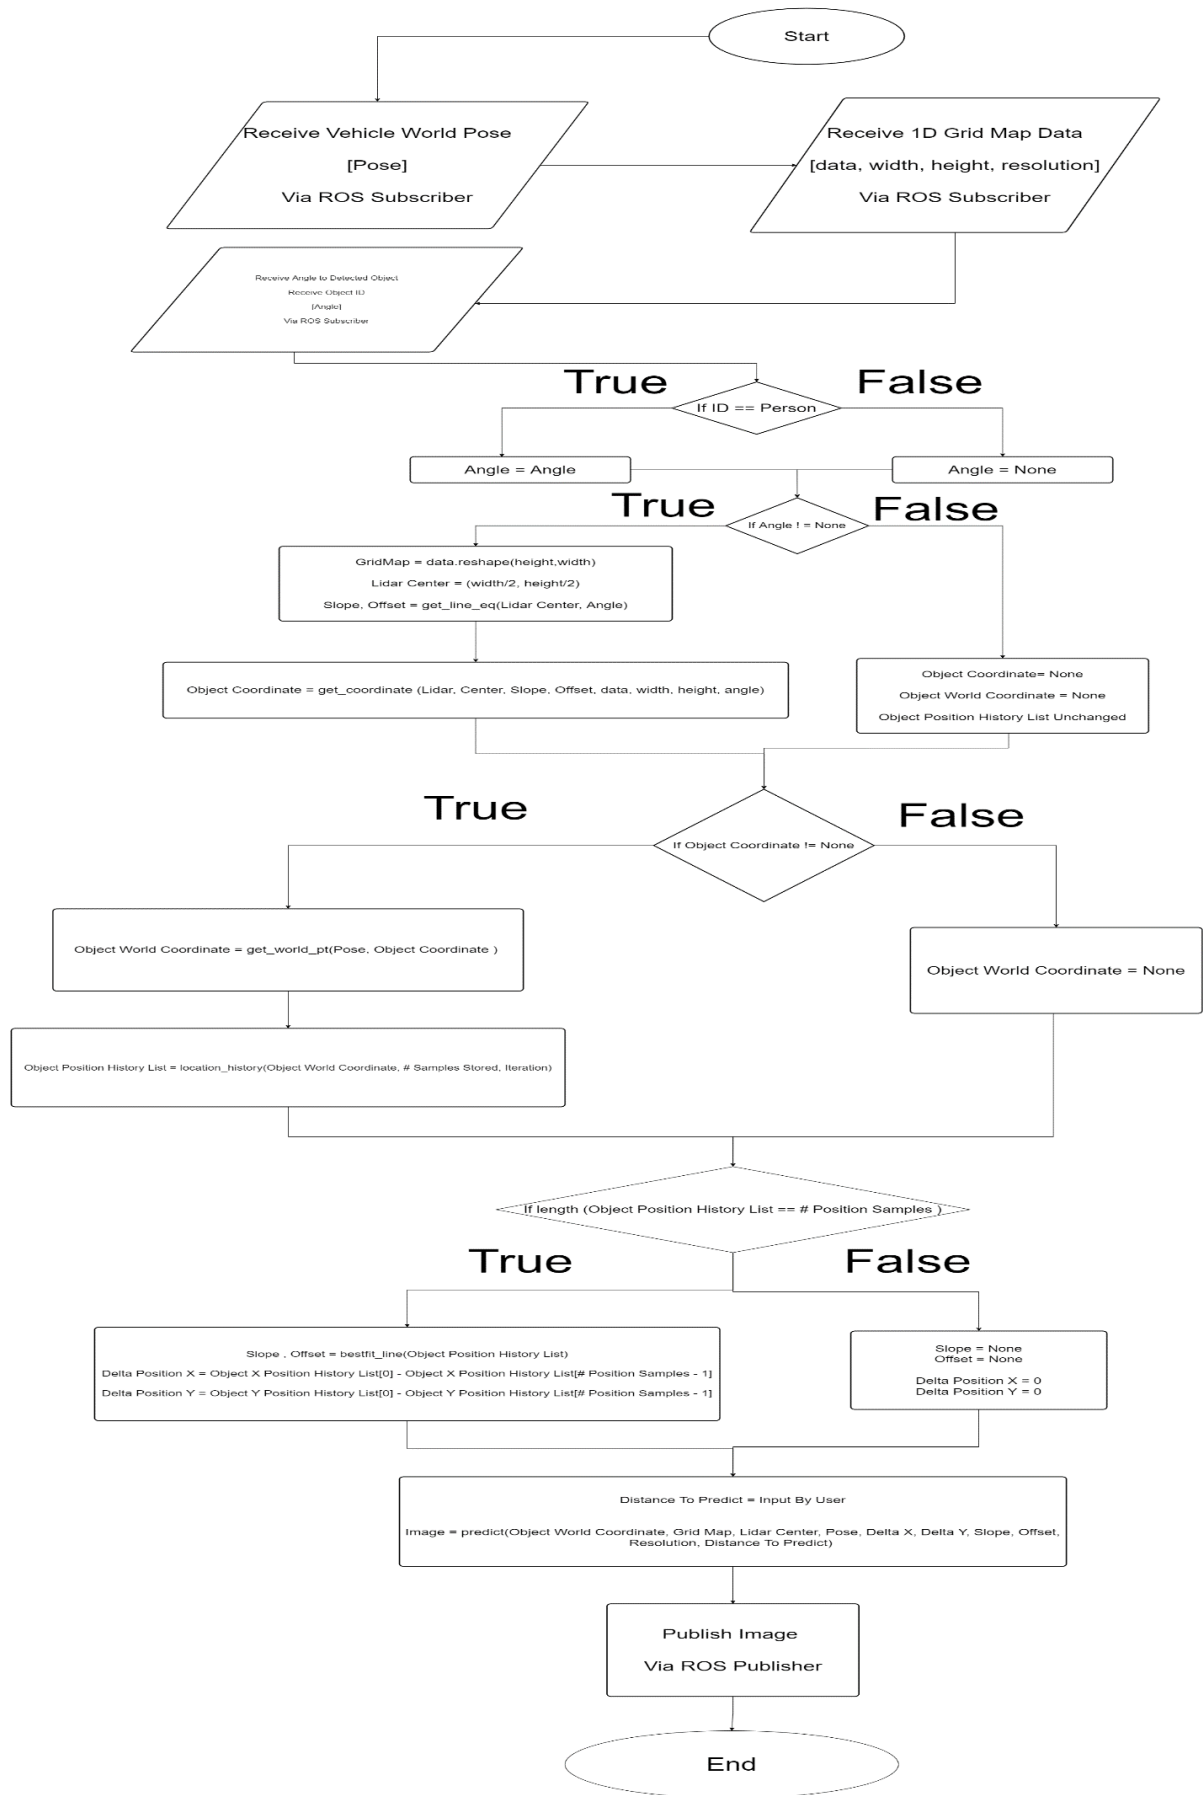 Start
Receive Vehicle World Pose
[Pose]
Via ROS Subscriber
Receive 1D Grid Map Data
[data, width, height, resolution]
Via ROS Subscriber
Receive Angle to Detected Object
Receive Object ID
[Angle]
Via ROS Subscriber
True
False
If ID == Person
Angle = Angle
Angle = None
True
False
If Angle ! = None
GridMap = data.reshape(height,width)
Lidar Center = (width/2, height/2)
Slope, Offset = get_line_eq(Lidar Center, Angle)
Object Coordinate = get_coordinate (Lidar, Center, Slope, Offset, data, width, height, angle)
Object Coordinate= None
Object World Coordinate = None
Object Position History List Unchanged
True
False
If Object Coordinate != None
Object World Coordinate = get_world_pt(Pose, Object Coordinate )
Object World Coordinate = None
Object Position History List = location_history(Object World Coordinate, # Samples Stored, Iteration)
If length (Object Position History List == # Position Samples )
True
False
Slope , Offset = bestfit_line(Object Position History List)
Delta Position X = Object X Position History List[0] - Object X Position History List[# Position Samples - 1]
Delta Position Y = Object Y Position History List[0] - Object Y Position History List[# Position Samples - 1]
Slope = None
Offset = None
Delta Position X = 0
Delta Position Y = 0
Distance To Predict = Input By User
Image = predict(Object World Coordinate, Grid Map, Lidar Center, Pose, Delta X, Delta Y, Slope, Offset,
Resolution, Distance To Predict)
Publish Image
Via ROS Publisher
End